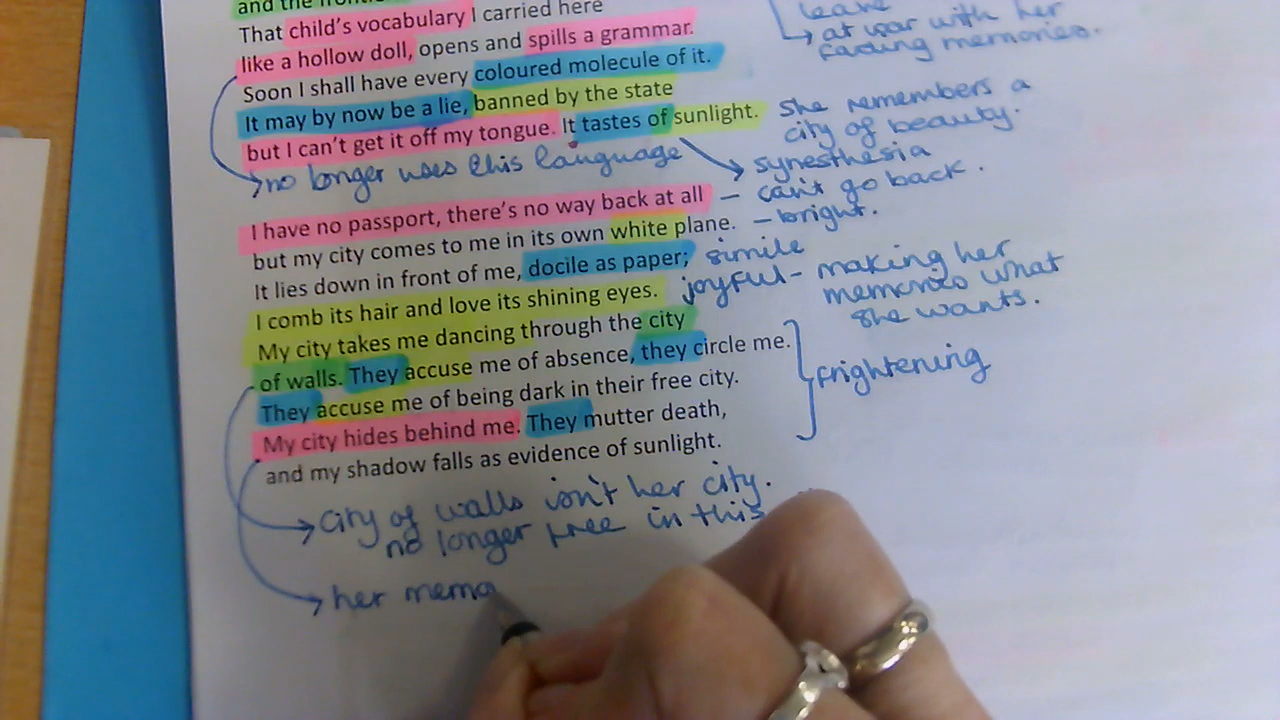 and the
That child's vocabulary I carried here
like a hollow doll, opens and spills a grammar.
Soon I shall have every coloured molecule of it.
It may by now be a lie, banned by the state
but I can't get it off my tongue. It tastes of sunlight.
no longer uses this language
I have no passport, there's no way back at all
but my city comes to me in its own white plane.
It lies down in front of me, docile as paper;
I comb its hair and love its shining eyes.
My city takes me dancing through the city
of walls. They accuse me of absence, they circle me.
They accuse me of being dark in their free city.
My city hides behind me. They mutter death,
and my shadow falls as evidence of sunlight.
leave
at war with her
fading memories.
she remembers a
city of beauty.
synesthesia
– can't go back.
– bright.
simile
joyful – making her
memories what
she wants.
frightening
city of walls isn't her city.
no longer free in this
her memo